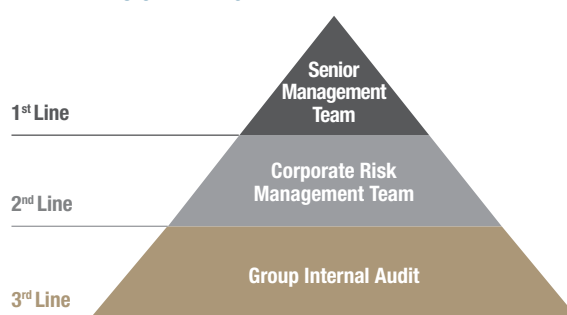 Senior
Management
Team
1st Line
Corporate Risk
Management Team
2nd Line
Group Internal Audit
3rd Line